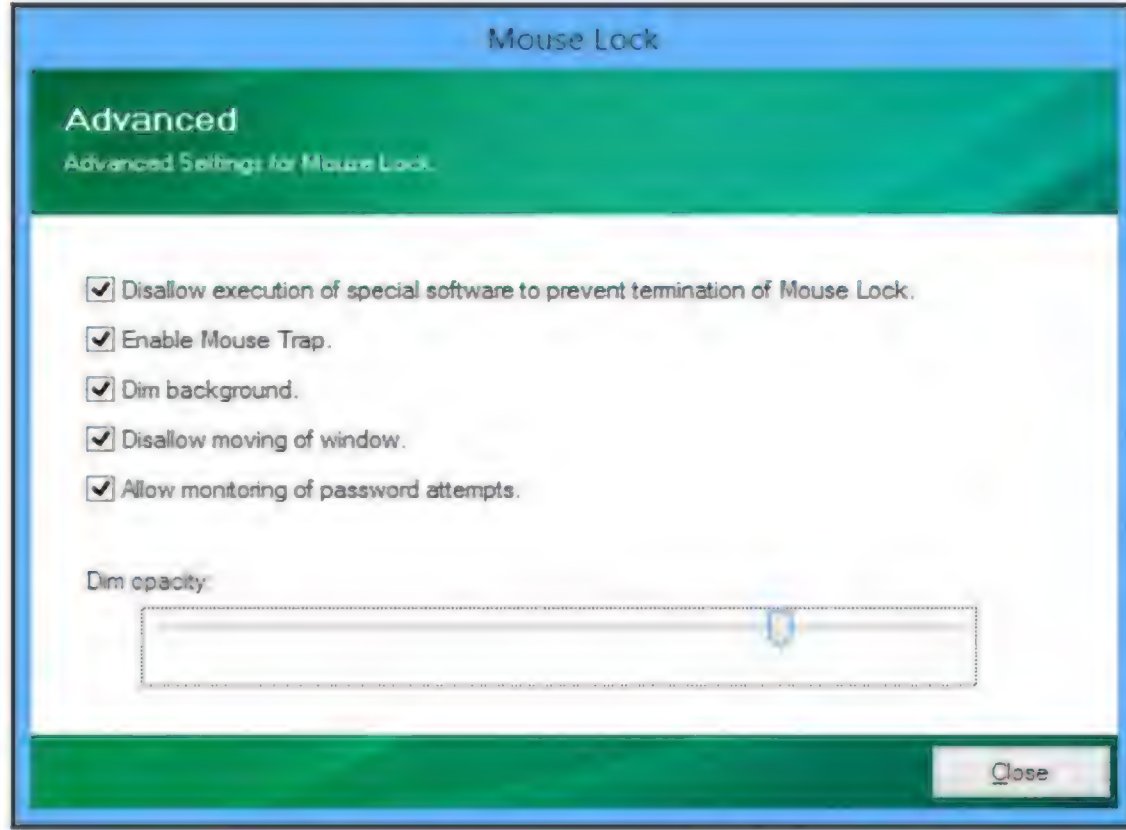 Mouse Lock
Advanced
Advanced Settings for Mouse Lock.
Disallow execution of special software to prevent termination of Mouse Lock.
Enable Mouse Trap.
Dim background.
Disallow moving of window.
Allow monitoring of password attempts.
Dim opacity:
Close